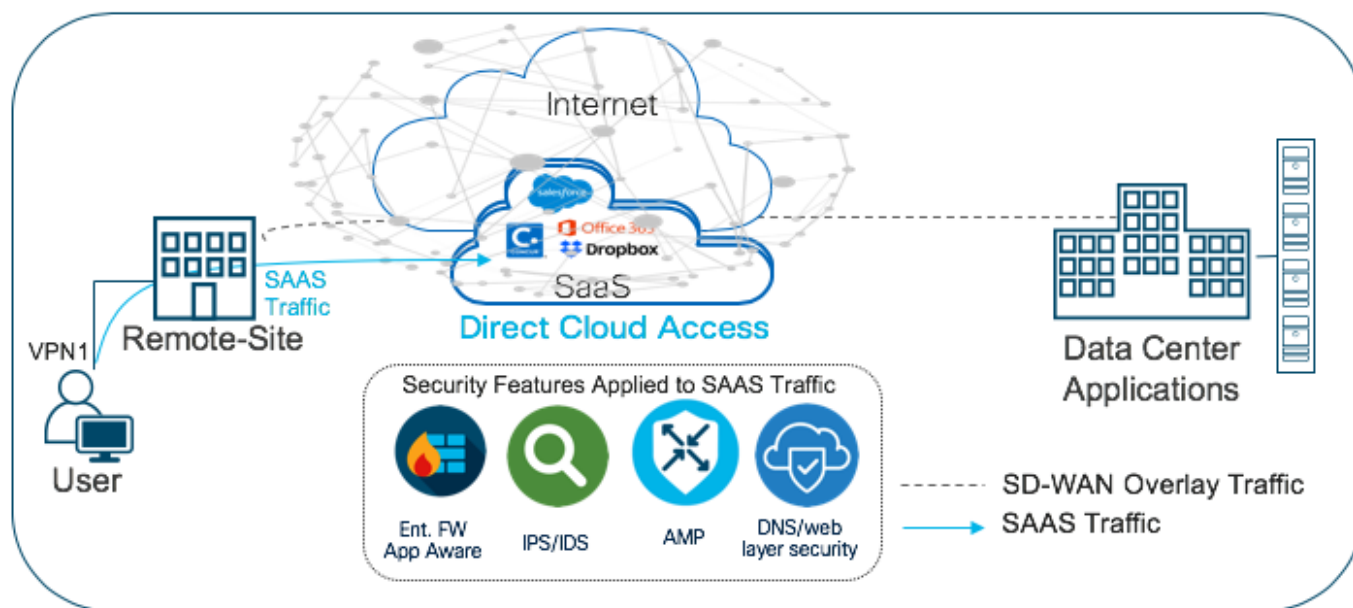 Internet
salesforce
C.
CONCUR
Office 365
Dropbox
SaaS
Direct Cloud Access
SAAS
Traffic
Remote-Site
VPN1
User
Data Center
Applications
Security Features Applied to SAAS Traffic
Ent. FW
App Aware
IPS/IDS
AMP
DNS/web
layer security
SD-WAN Overlay Traffic
SAAS Traffic